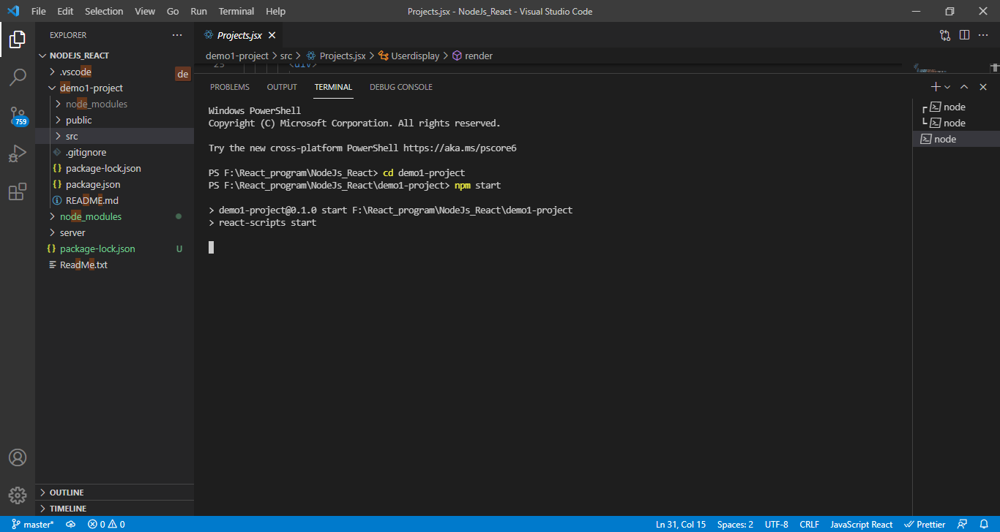 File Edit Selection View Go Run Terminal Help
Projects.jsx - NodeJs_React - Visual Studio Code
EXPLORER
Projects.jsx
NODEJS_REACT
demo1-project > src > Projects.jsx > Userdisplay > render
.vscode
de
demo1-project
node_modules
public
src
.gitignore
package-lock.json
package.json
README.md
node_modules
server
package-lock.json U
ReadMe.txt
759
OUTLINE
TIMELINE
<div>
PROBLEMS OUTPUT TERMINAL DEBUG CONSOLE
Windows PowerShell
Copyright (C) Microsoft Corporation. All rights reserved.
Try the new cross-platform PowerShell https://aka.ms/pscore6
PS F:\React_program\NodeJs_React> cd demo1-project
PS F:\React_program\NodeJs_React\demo1-project> npm start
> demo1-project@0.1.0 start F:\React_program\NodeJs_React\demo1-project
> react-scripts start
node
node
node
master* 0 0
Ln 31, Col 15 Spaces: 2 UTF-8 CRLF JavaScript React Prettier